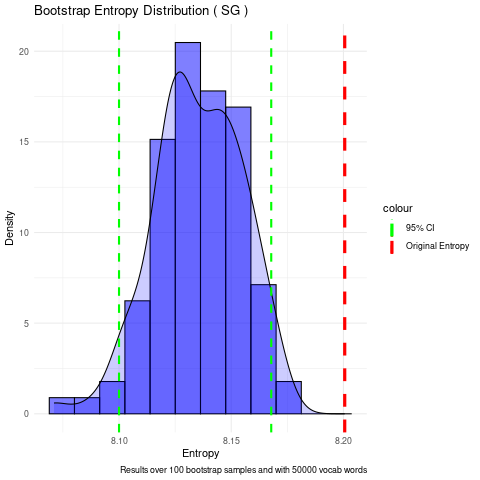 Bootstrap Entropy Distribution ( SG )
20
15
10
5
0
Density
8.10
8.15
8.20
Entropy
colour
95% CI
Original Entropy
Results over 100 bootstrap samples and with 50000 vocab words